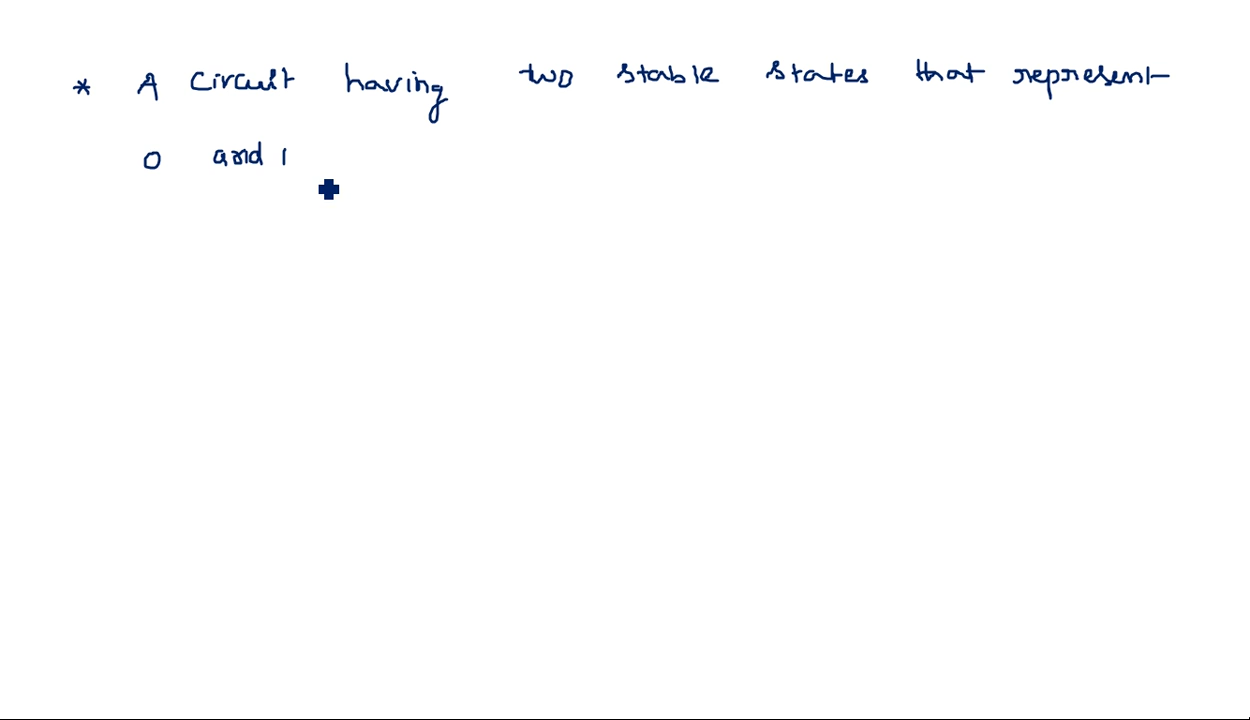 * A circuit having two stable states that represent
0 and 1